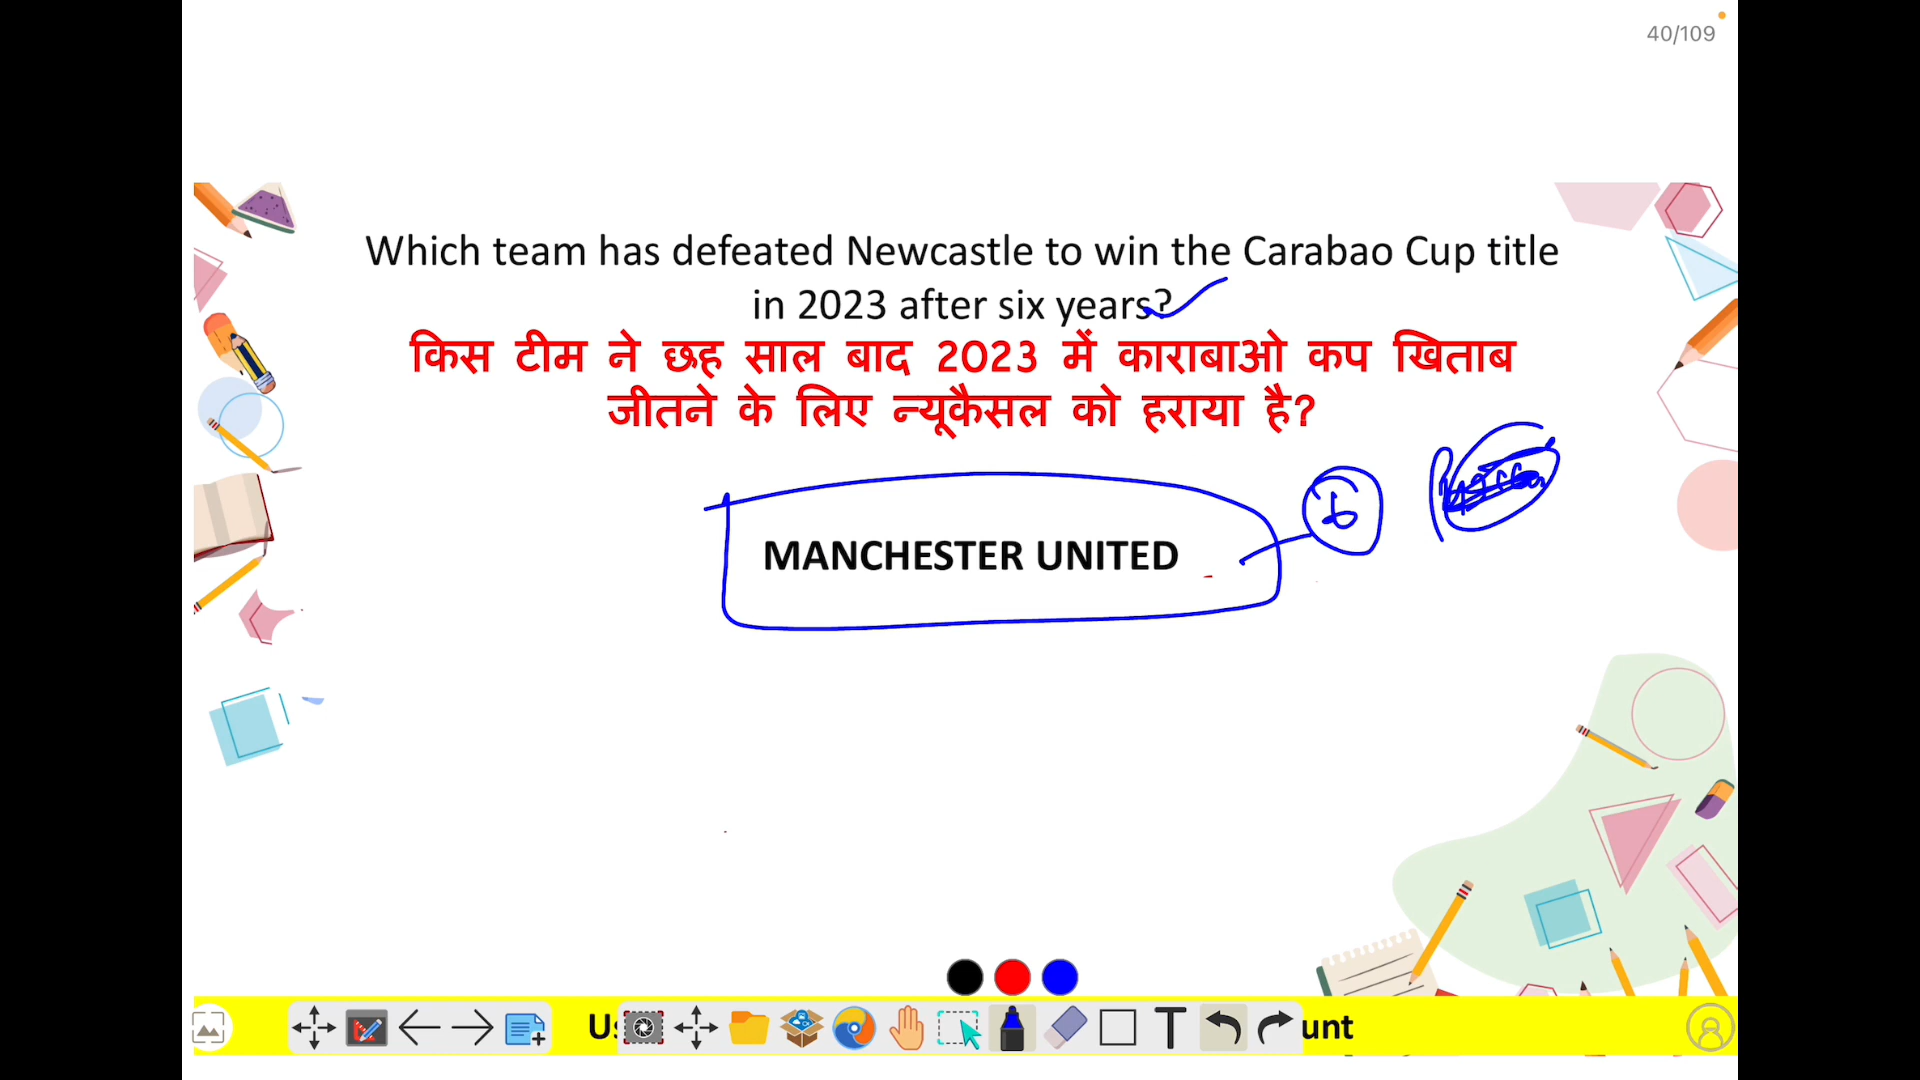 40/109
Which team has defeated Newcastle to win the Carabao Cup title
in 2023 after six years?
किस टीम ने छह साल बाद 2023 में काराबाओ कप खिताब
जीतने के लिए न्यूकैसल को हराया है?
6
MANCHESTER UNITED
unt